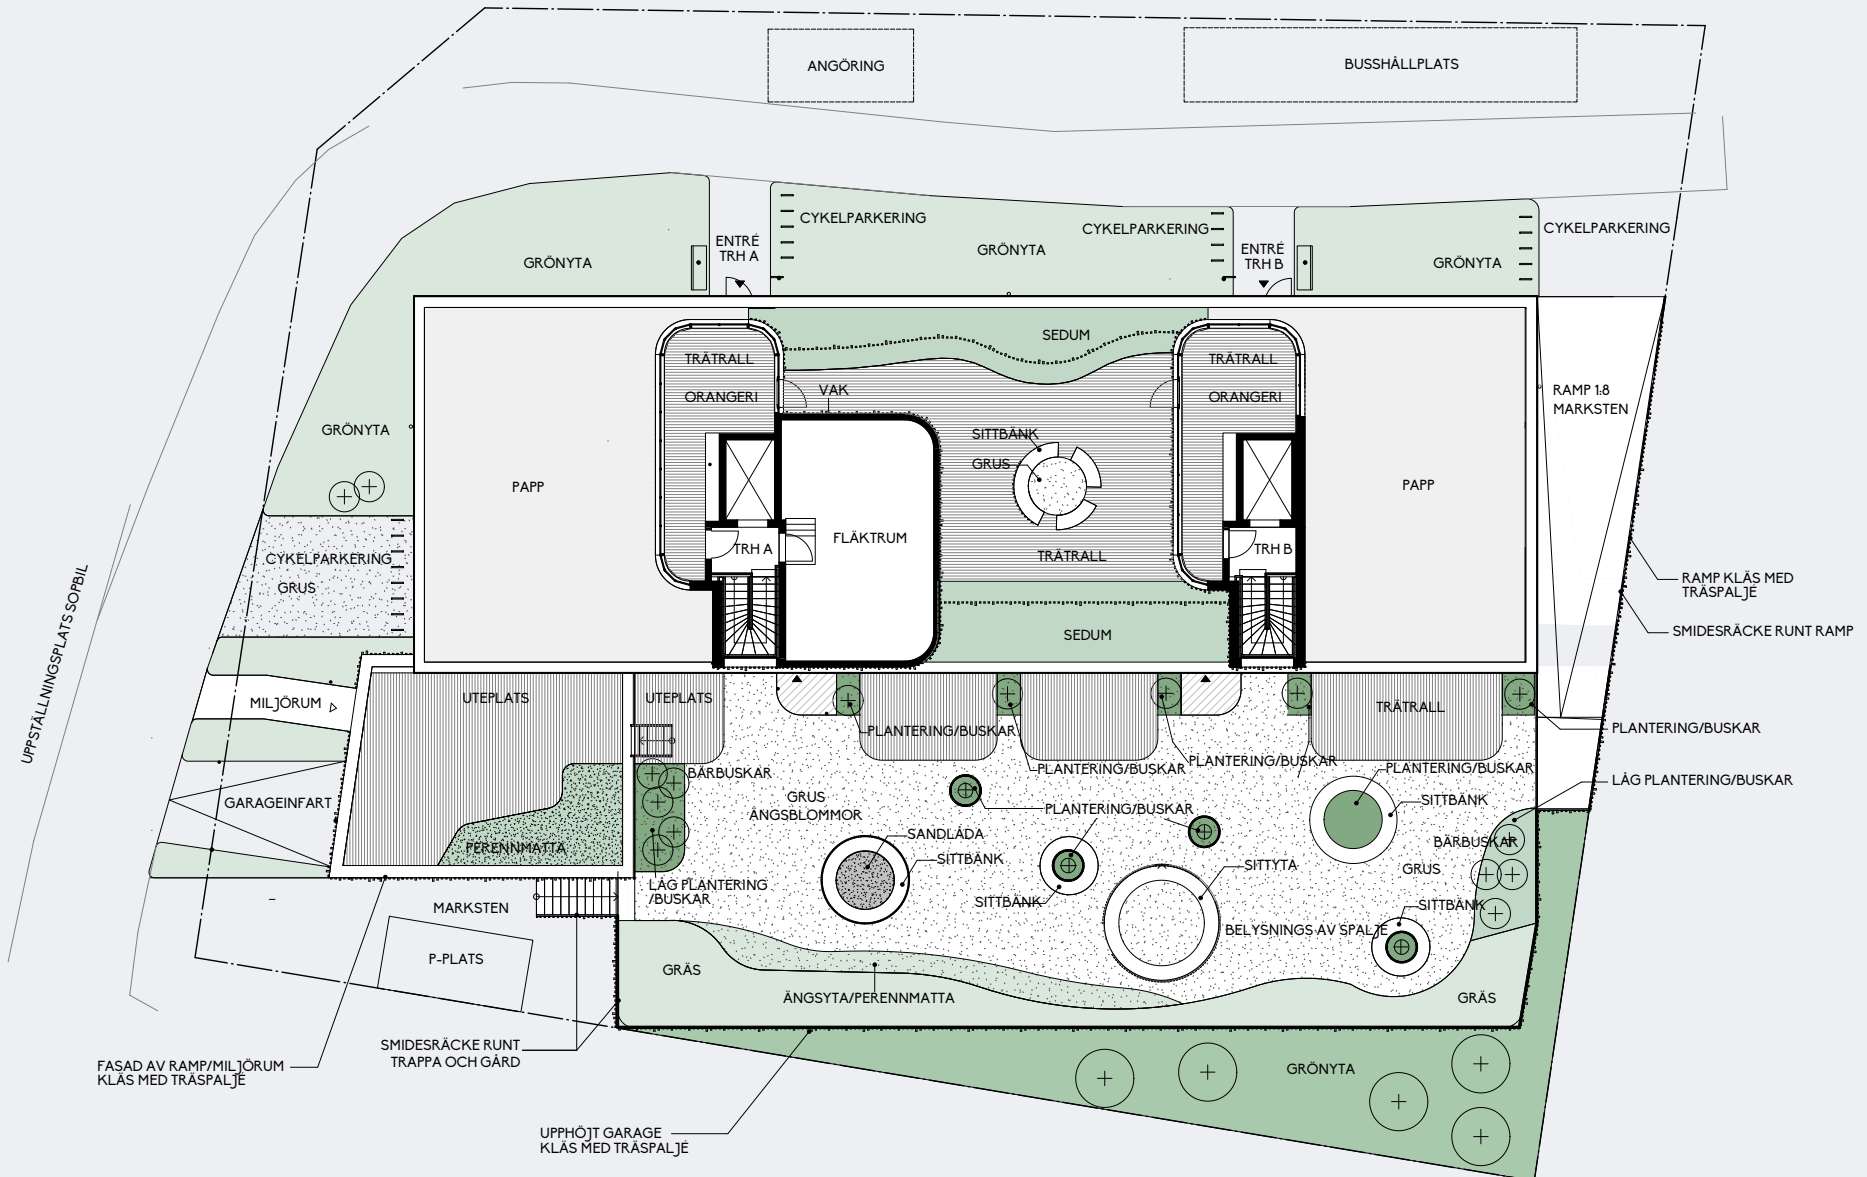 ANGÖRING
BUSSHÅLLPLATS
CYKELPARKERING
CYKELPARKERING
CYKELPARKERING
ENTRÉ
TRH A
GRÖNYTA
ENTRÉ
TRH B
GRÖNYTA
GRÖNYTA
SEDUM
TRÄTRALL
ORANGERI
VAK
TRÄTRALL
ORANGERI
RAMP 1:8
MARKSTEN
GRÖNYTA
SITTBÄNK
GRUS
PAPP
PAPP
FLÄKTRUM
TRH A
TRÄTRALL
TRH B
CYKELPARKERING
GRUS
RAMP KLÄS MED
TRÄSPALJÉ
SMIDESRÄCKE RUNT RAMP
SEDUM
UPPSTÄLLNINGSPLATS SOPBIL
MILJÖRUM
UTEPLATS
UTEPLATS
TRÄTRALL
PLANTERING/BUSKAR
PLANTERING/BUSKAR
PLANTERING/BUSKAR
PLANTERING/BUSKAR
PLANTERING/BUSKAR
BÄRBUSKAR
LÅG PLANTERING/BUSKAR
GARAGEINFART
GRUS
ÄNGSBLOMMOR
PLANTERING/BUSKAR
SITTBÄNK
SANDLÅDA
BÄRBUSKAR
PERENNMATTA
SITTBÄNK
SITTYTA
GRUS
LÅG PLANTERING
/BUSKAR
SITTBÄNK
SITTBÄNK
MARKSTEN
BELYSNINGS AV SPALJÉ
P-PLATS
GRÄS
ÄNGSYTA/PERENNMATTA
GRÄS
SMIDESRÄCKE RUNT
TRAPPA OCH GÅRD
FASAD AV RAMP/MILJÖRUM
KLÄS MED TRÄSPALJÉ
GRÖNYTA
UPPHÖJT GARAGE
KLÄS MED TRÄSPALJÉ